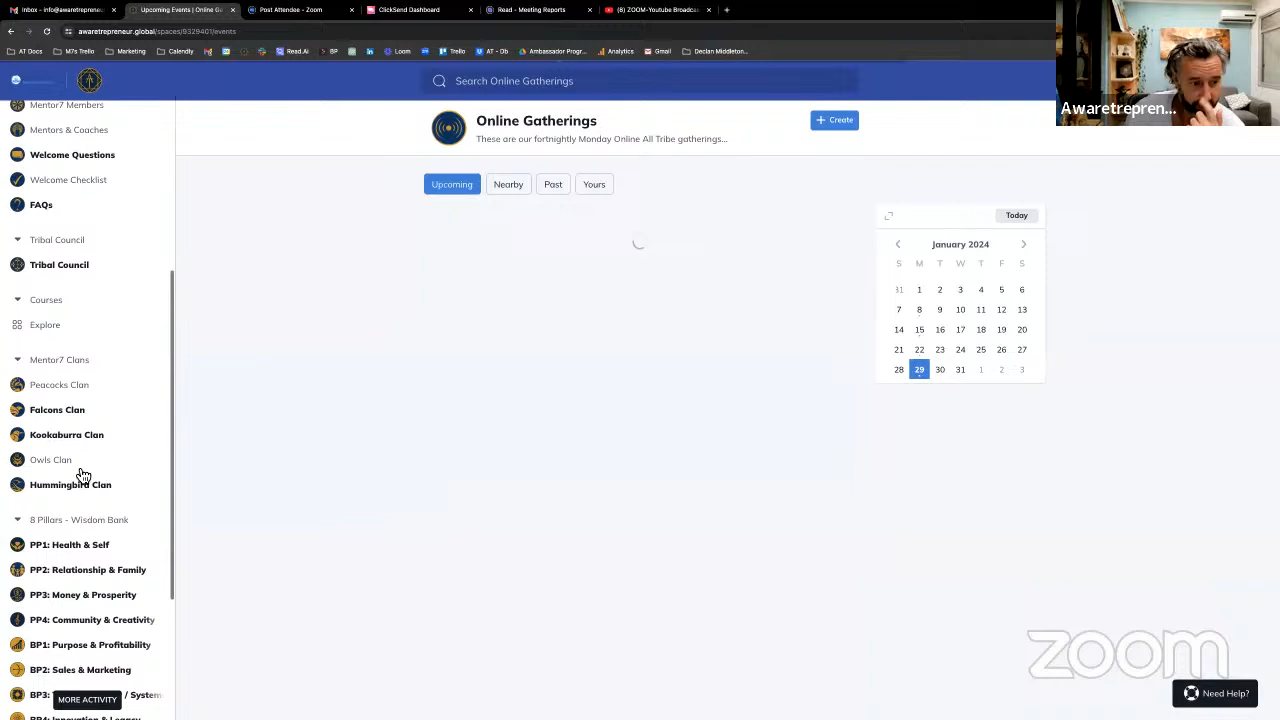 Inbox - info@awaretrepreneur
Upcoming Events | Online G
Post Attendee - Zoom
ClickSend Dashboard
Read - Meeting Reports
(8) ZOOM-Youtube Broadcas
awaretrepreneur.global/spaces/9329401/events
AT Docs
M7s Trello
Marketing
Calendly
Read.Ai
BP
Loom
Trello
AT - Db
Ambassador Progr...
Analytics
Gmail
Declan Middleton...
Search Online Gatherings
Awaretrepren...
Mentor7 Members
Mentors & Coaches
Welcome Questions
Welcome Checklist
FAQs
Tribal Council
Tribal Council
Courses
Explore
Mentor7 Clans
Peacocks Clan
Falcons Clan
Kookaburra Clan
Owls Clan
Hummingbird Clan
8 Pillars - Wisdom Bank
PP1: Health & Self
PP2: Relationship & Family
PP3: Money & Prosperity
PP4: Community & Creativity
BP1: Purpose & Profitability
BP2: Sales & Marketing
BP3: / System
MORE ACTIVITY
BP4: Innovation & Legacy
Online Gatherings
These are our fortnightly Monday Online All Tribe gatherings...
+ Create
Upcoming Nearby Past Yours
Today
January 2024
S M T W T F S
31 1 2 3 4 5 6
7 8 9 10 11 12 13
14 15 16 17 18 19 20
21 22 23 24 25 26 27
28 29 30 31 1 2 3
zoom
Need Help?